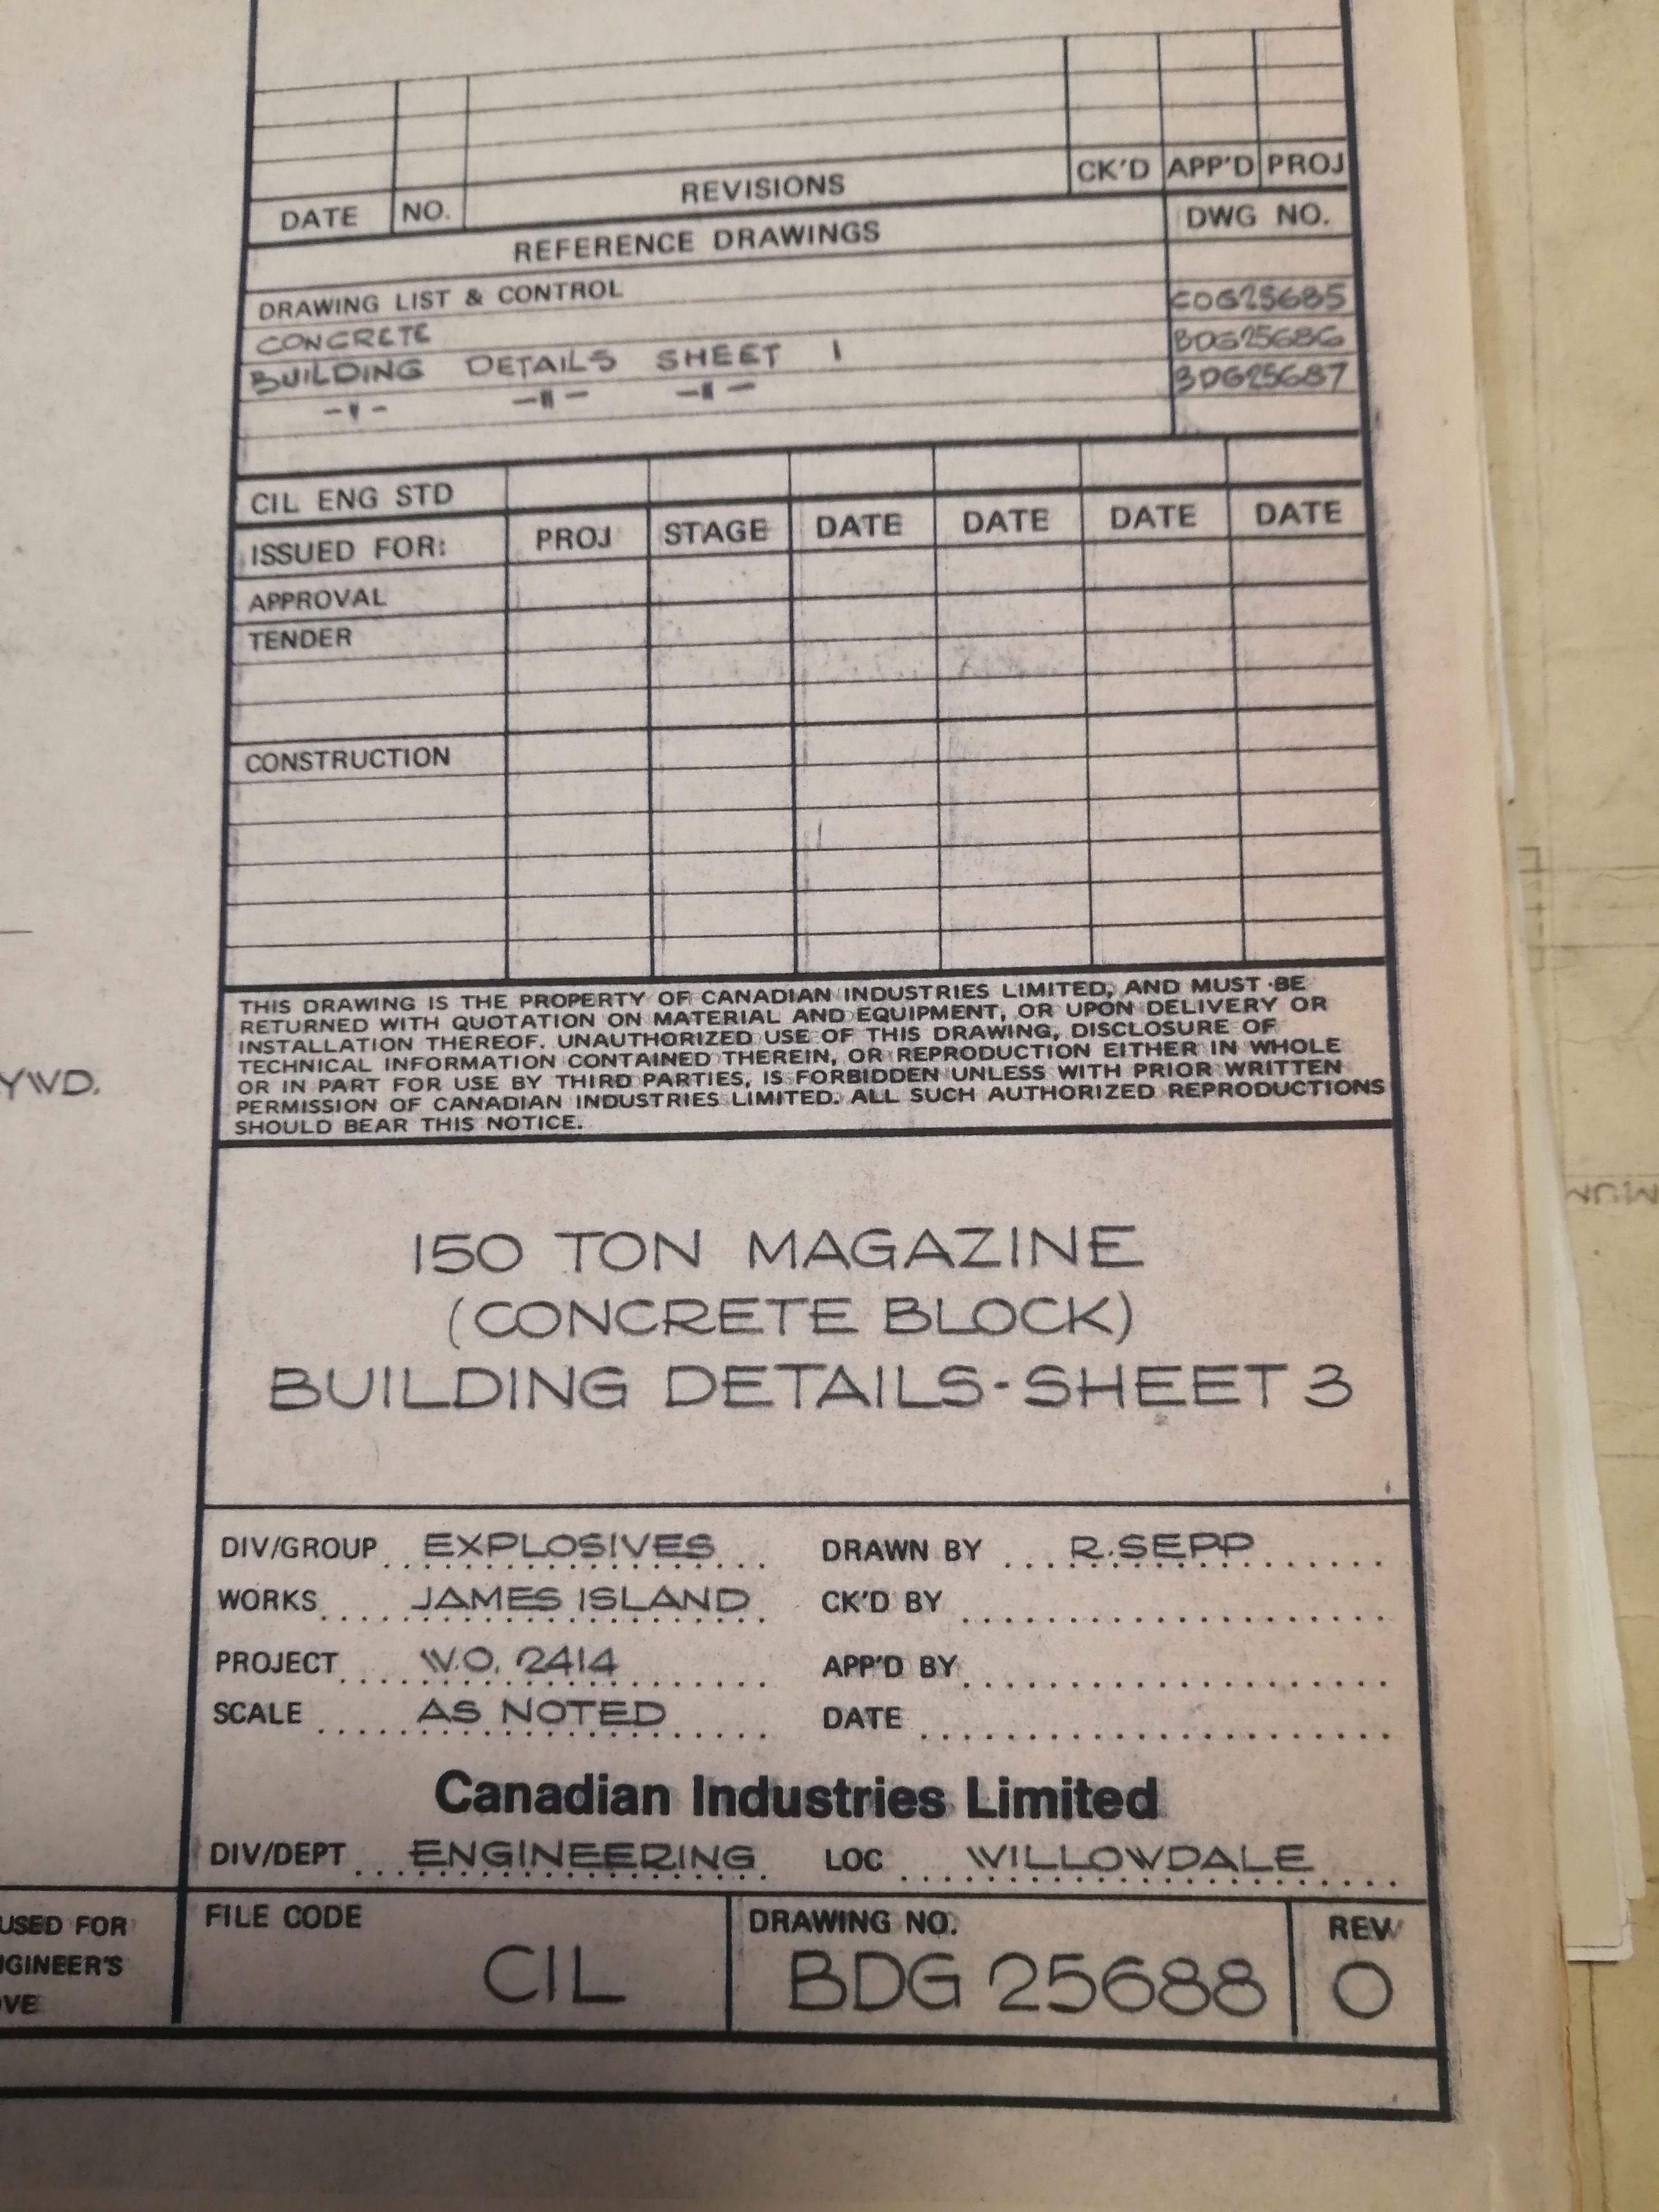 CK'D APP'D PROJ
DATE NO. REVISIONS
REFERENCE DRAWINGS DWG NO.
DRAWING LIST & CONTROL
CONCRETE COG25685
BUILDING DETAILS SHEET 1 BDG25686
-"- -"- -"- BDG25687
CIL ENG STD
ISSUED FOR: PROJ STAGE DATE DATE DATE DATE
APPROVAL
TENDER
CONSTRUCTION
THIS DRAWING IS THE PROPERTY OF CANADIAN INDUSTRIES LIMITED, AND MUST BE
RETURNED WITH QUOTATION ON MATERIAL AND EQUIPMENT, OR UPON DELIVERY OR
INSTALLATION THEREOF. UNAUTHORIZED USE OF THIS DRAWING, DISCLOSURE OF
TECHNICAL INFORMATION CONTAINED THEREIN, OR REPRODUCTION EITHER IN WHOLE
OR IN PART FOR USE BY THIRD PARTIES, IS FORBIDDEN UNLESS WITH PRIOR WRITTEN
PERMISSION OF CANADIAN INDUSTRIES LIMITED. ALL SUCH AUTHORIZED REPRODUCTIONS
SHOULD BEAR THIS NOTICE.
YWD.
150 TON MAGAZINE
(CONCRETE BLOCK)
BUILDING DETAILS-SHEET 3
DIV/GROUP EXPLOSIVES DRAWN BY R.SEPP
WORKS JAMES ISLAND CK'D BY
PROJECT W.O. 2414 APP'D BY
SCALE AS NOTED DATE
Canadian Industries Limited
DIV/DEPT ENGINEERING LOC WILLOWDALE
USED FOR FILE CODE DRAWING NO. REV
NGINEER'S CIL BDG 25688 0
OVE